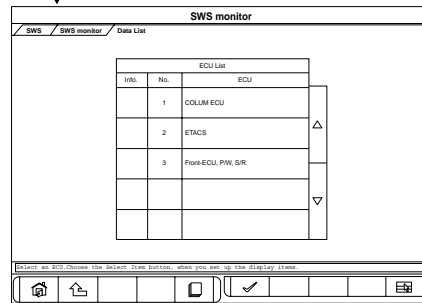 SWS monitor
SWS SWS monitor Data List
ECU List
Info. No. ECU
1 COLUM ECU
2 ETACS
3 Front-ECU, P/W, S/R
Select an ECU.Choose the Select Item button, when you set up the display items.